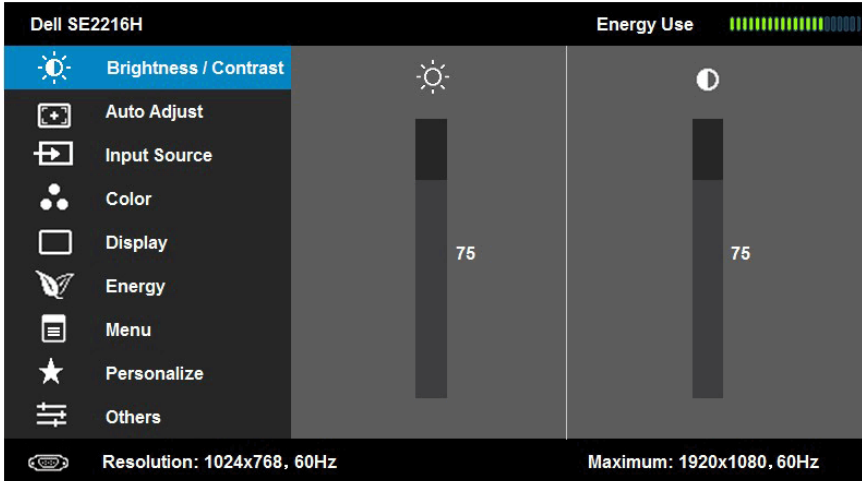 Dell SE2216H Energy Use
Brightness / Contrast
Auto Adjust
Input Source
Color
Display
75 75
Energy
Menu
Personalize
Others
Resolution: 1024x768, 60Hz Maximum: 1920x1080, 60Hz